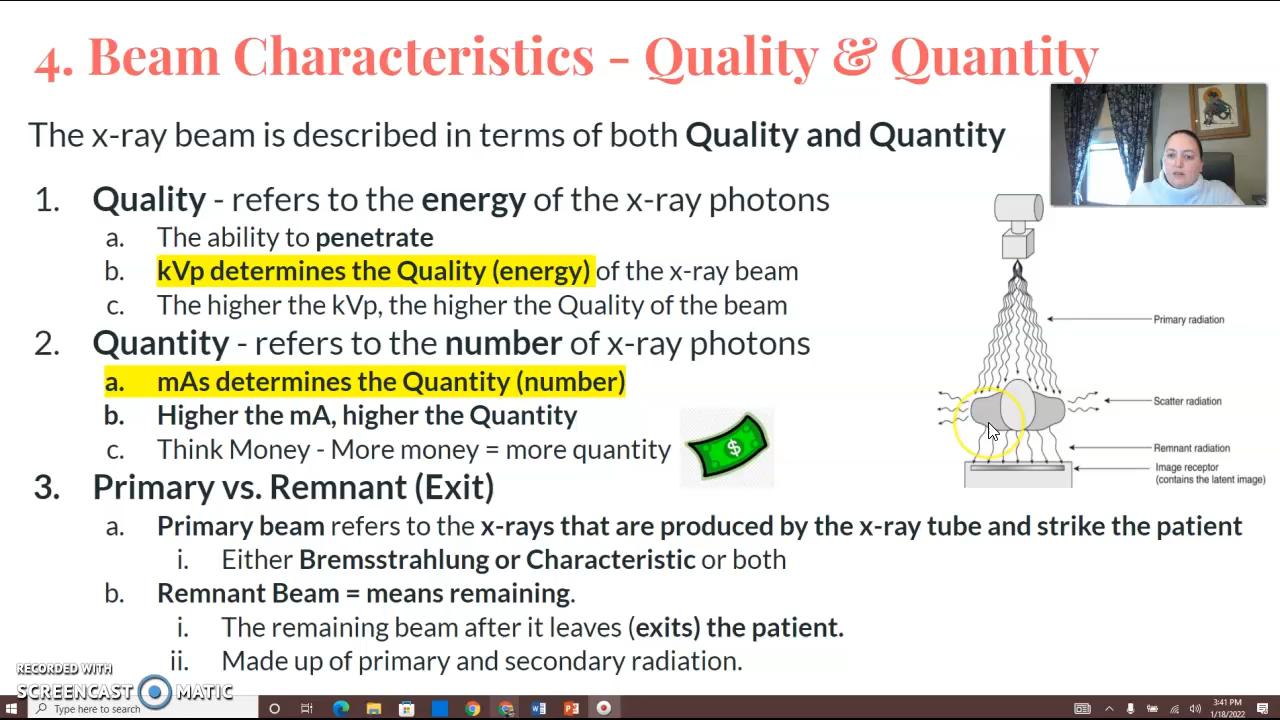 4. Beam Characteristics - Quality & Quantity
The x-ray beam is described in terms of both Quality and Quantity
1. Quality - refers to the energy of the x-ray photons
a. The ability to penetrate
b. kVp determines the Quality (energy) of the x-ray beam
c. The higher the kVp, the higher the Quality of the beam
2. Quantity - refers to the number of x-ray photons
a. mAs determines the Quantity (number)
b. Higher the mA, higher the Quantity
c. Think Money - More money = more quantity
$
3. Primary vs. Remnant (Exit)
a. Primary beam refers to the x-rays that are produced by the x-ray tube and strike the patient
i. Either Bremsstrahlung or Characteristic or both
b. Remnant Beam = means remaining.
i. The remaining beam after it leaves (exits) the patient.
ii. Made up of primary and secondary radiation.
Primary radiation
Scatter radiation
Remnant radiation
Image receptor
(contains the latent image)
RECORDED WITH
SCREENCAST MATIC
Type here to search
3:41 PM
1/18/2022